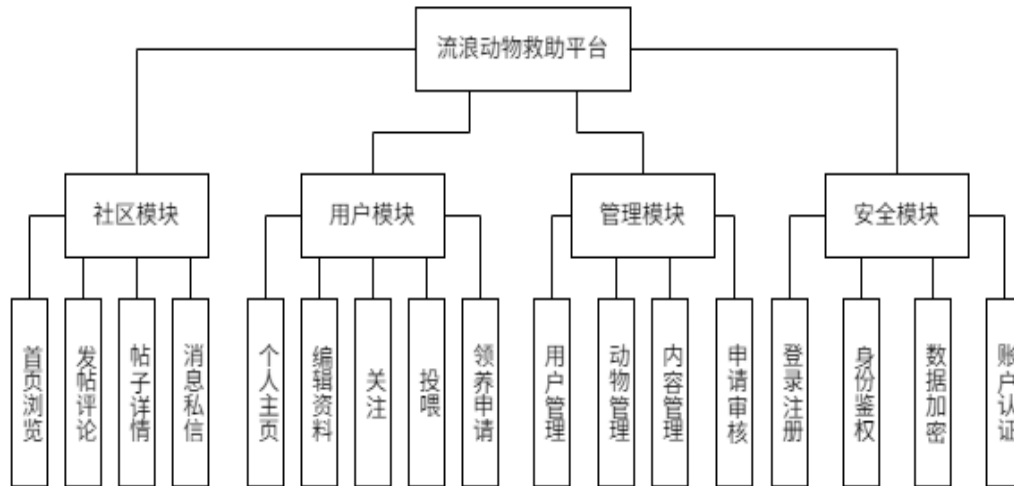 流浪动物救助平台
社区模块
用户模块
管理模块
安全模块
首页浏览
发帖评论
帖子详情
消息私信
个人主页
编辑资料
关注
投喂
领养申请
用户管理
动物管理
内容管理
申请审核
登录注册
身份鉴权
数据加密
账户认证